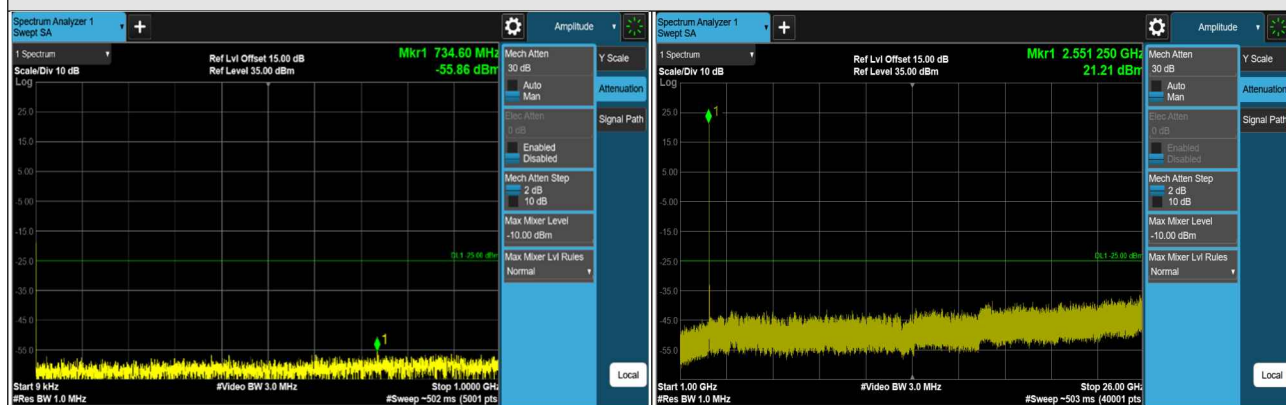 Spectrum Analyzer 1
Swept SA
+
Amplitude
1 Spectrum
Scale/Div 10 dB
Log
Ref Lvl Offset 15.00 dB
Ref Level 35.00 dBm
Mkr1 734.60 MHz
-55.86 dBm
25.0
15.0
5.00
-5.00
-15.0
-25.0
-35.0
-45.0
-55.0
DL1 -25.00 dBm
1
Start 9 kHz
#Res BW 1.0 MHz
#Video BW 3.0 MHz
Stop 1.0000 GHz
#Sweep ~502 ms (5001 pts
Mech Atten
30 dB
Auto
Man
Elec Atten
0 dB
Enabled
Disabled
Mech Atten Step
2 dB
10 dB
Max Mixer Level
-10.00 dBm
Max Mixer Lvl Rules
Normal
Y Scale
Attenuation
Signal Path
Local
Spectrum Analyzer 1
Swept SA
+
Amplitude
1 Spectrum
Scale/Div 10 dB
Log
Ref Lvl Offset 15.00 dB
Ref Level 35.00 dBm
Mkr1 2.551 250 GHz
21.21 dBm
25.0
15.0
5.00
-5.00
-15.0
-25.0
-35.0
-45.0
-55.0
DL1 -25.00 dBm
1
Start 1.00 GHz
#Res BW 1.0 MHz
#Video BW 3.0 MHz
Stop 26.00 GHz
#Sweep ~503 ms (40001 pts
Mech Atten
30 dB
Auto
Man
Elec Atten
0 dB
Enabled
Disabled
Mech Atten Step
2 dB
10 dB
Max Mixer Level
-10.00 dBm
Max Mixer Lvl Rules
Normal
Y Scale
Attenuation
Signal Path
Local